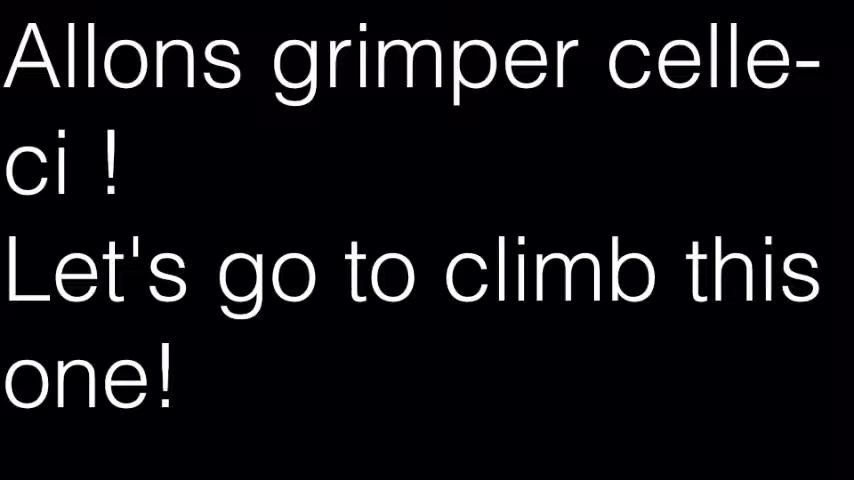 Allons grimper celle-
ci !
Let's go to climb this
one!